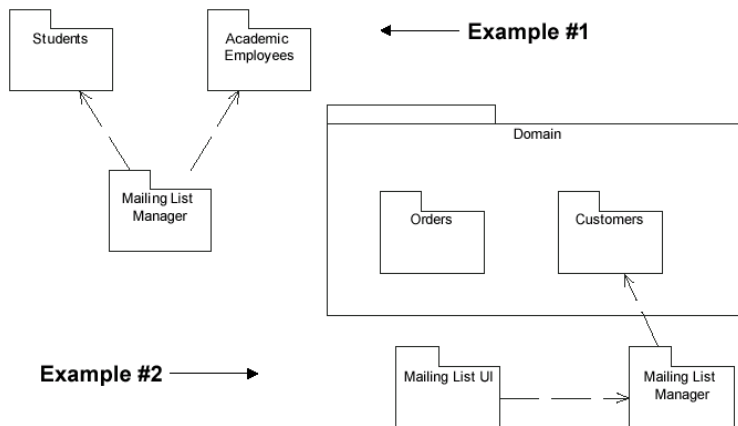 Students
Academic
Employees
Example #1
Mailing List
Manager
Domain
Orders
Customers
Example #2
Mailing List UI
Mailing List
Manager